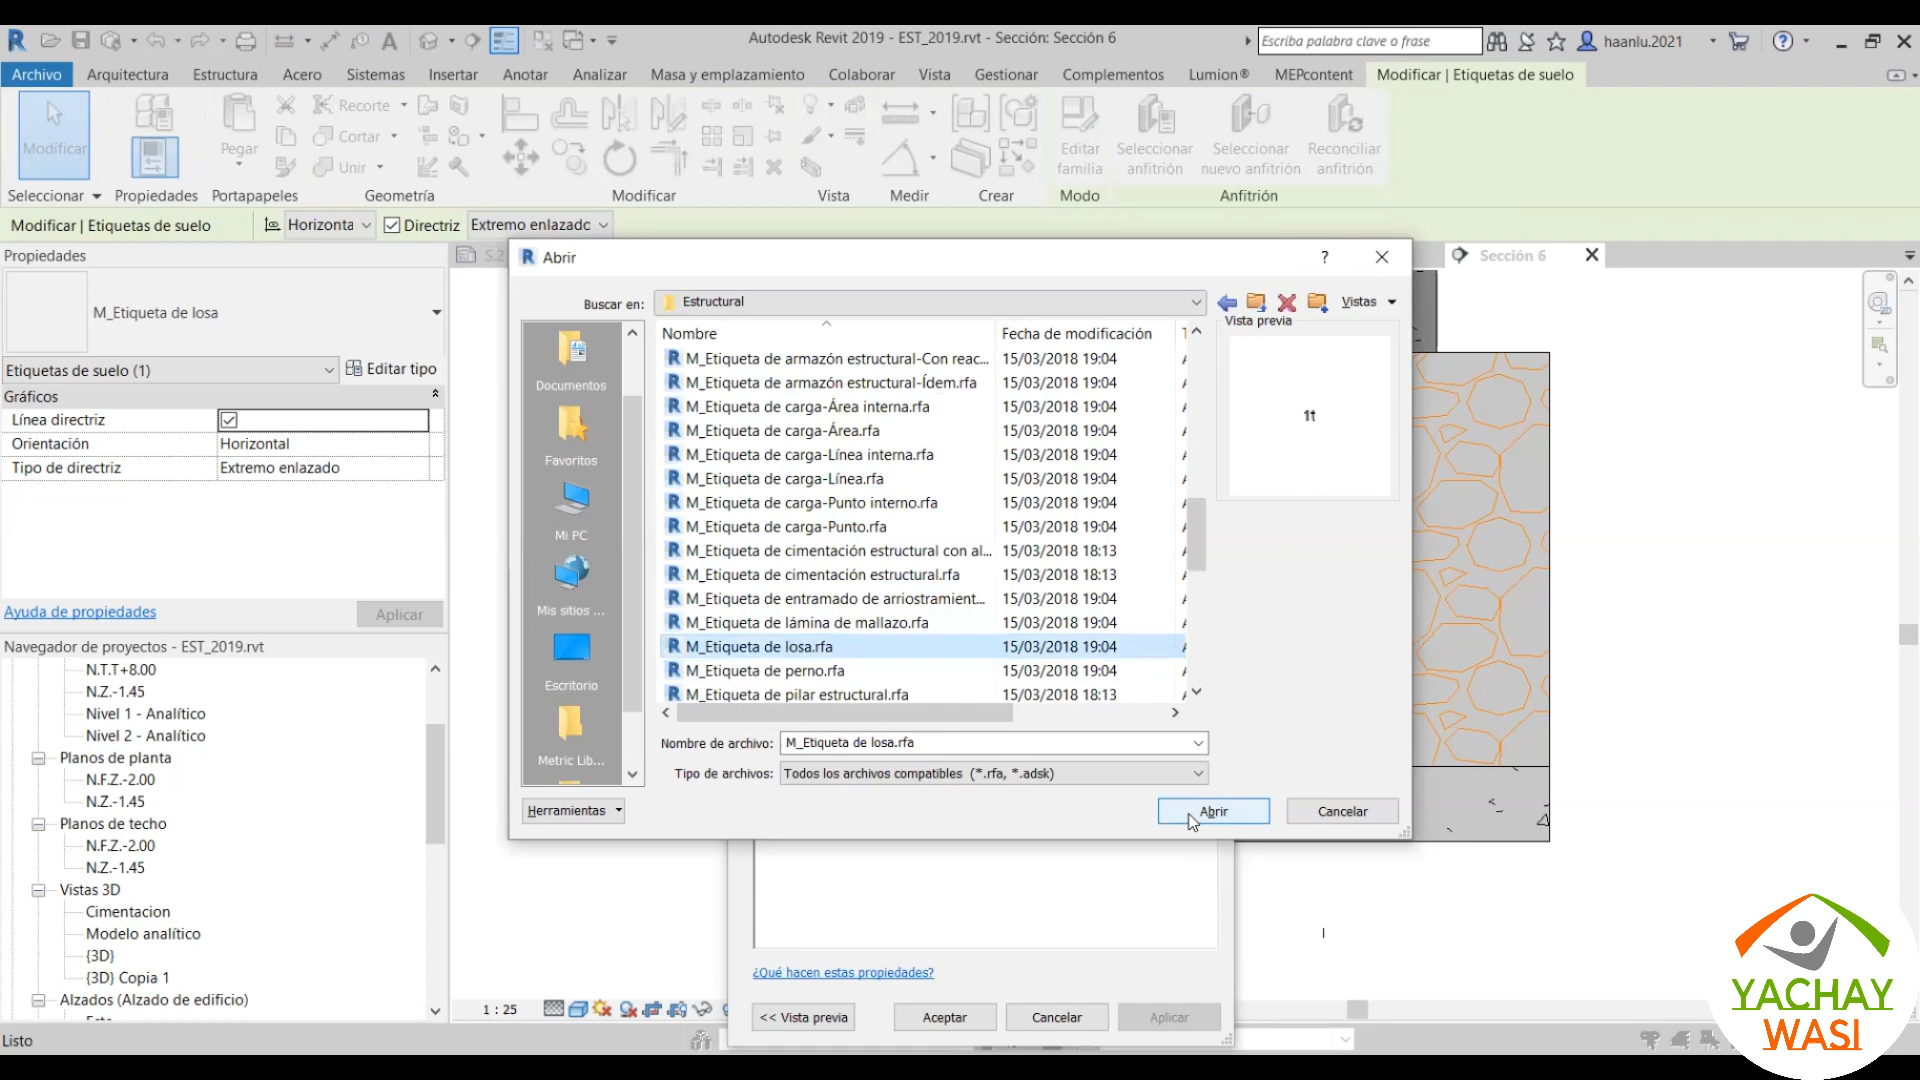 Autodesk Revit 2019 - EST_2019.rvt - Sección: Sección 6
Escriba palabra clave o frase
haanlu.2021
Archivo Arquitectura Estructura Acero Sistemas Insertar Anotar Analizar Masa y emplazamiento Colaborar Vista Gestionar Complementos Lumion® MEPcontent Modificar | Etiquetas de suelo
Modificar
Pegar
Recorte
Cortar
Unir
Editar familia
Seleccionar anfitrión
Seleccionar nuevo anfitrión
Reconciliar anfitrión
Seleccionar Propiedades Portapapeles Geometría Modificar Vista Medir Crear Modo Anfitrión
Modificar | Etiquetas de suelo Horizonta Directriz Extremo enlazado
Propiedades
M_Etiqueta de losa
Etiquetas de suelo (1) Editar tipo
Gráficos
Línea directriz
Orientación Horizontal
Tipo de directriz Extremo enlazado
Ayuda de propiedades Aplicar
Navegador de proyectos - EST_2019.rvt
N.T.T+8.00
N.Z.-1.45
Nivel 1 - Analítico
Nivel 2 - Analítico
Planos de planta
N.F.Z.-2.00
N.Z.-1.45
Planos de techo
N.F.Z.-2.00
N.Z.-1.45
Vistas 3D
Cimentacion
Modelo analítico
{3D}
{3D} Copia 1
Alzados (Alzado de edificio)
Listo
S.2
Sección 6
Abrir
?
Buscar en: Estructural
Vistas
Documentos
Favoritos
Mi PC
Mis sitios ...
Escritorio
Metric Lib...
Nombre Fecha de modificación T
M_Etiqueta de armazón estructural-Con reac... 15/03/2018 19:04
M_Etiqueta de armazón estructural-Ídem.rfa 15/03/2018 19:04
M_Etiqueta de carga-Área interna.rfa 15/03/2018 19:04
M_Etiqueta de carga-Área.rfa 15/03/2018 19:04
M_Etiqueta de carga-Línea interna.rfa 15/03/2018 19:04
M_Etiqueta de carga-Línea.rfa 15/03/2018 19:04
M_Etiqueta de carga-Punto interno.rfa 15/03/2018 19:04
M_Etiqueta de carga-Punto.rfa 15/03/2018 19:04
M_Etiqueta de cimentación estructural con al... 15/03/2018 18:13
M_Etiqueta de cimentación estructural.rfa 15/03/2018 18:13
M_Etiqueta de entramado de arriostramient... 15/03/2018 19:04
M_Etiqueta de lámina de mallazo.rfa 15/03/2018 19:04
M_Etiqueta de losa.rfa 15/03/2018 19:04
M_Etiqueta de perno.rfa 15/03/2018 19:04
M_Etiqueta de pilar estructural.rfa 15/03/2018 18:13
Vista previa
1t
Nombre de archivo: M_Etiqueta de losa.rfa
Tipo de archivos: Todos los archivos compatibles (*.rfa, *.adsk)
Herramientas Abrir Cancelar
¿Qué hacen estas propiedades?
<< Vista previa Aceptar Cancelar Aplicar
1 : 25
YACHAY
WASI